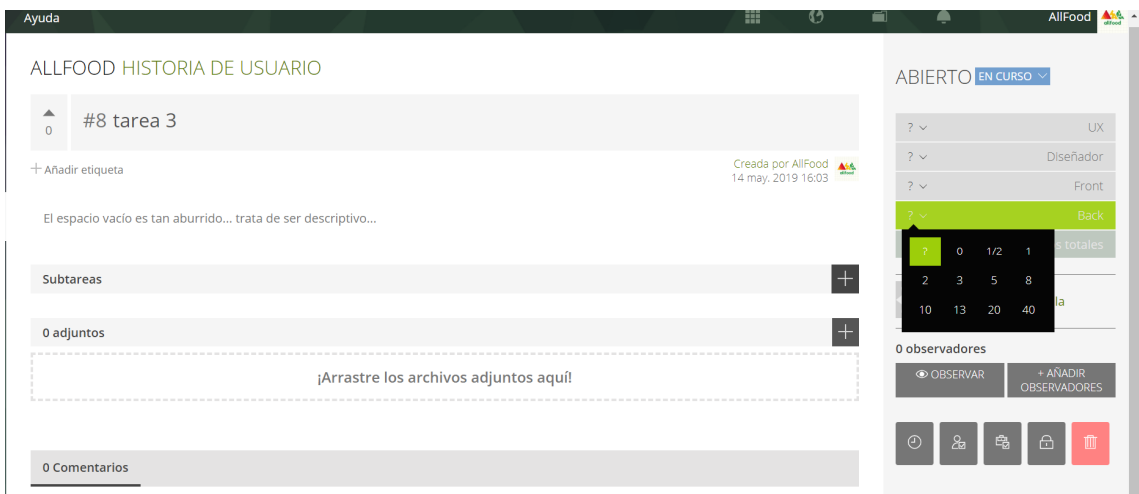 Ayuda
AllFood
ALLFOOD HISTORIA DE USUARIO
0
#8 tarea 3
Añadir etiqueta
Creada por AllFood
14 may. 2019 16:03
El espacio vacío es tan aburrido... trata de ser descriptivo...
Subtareas
0 adjuntos
¡Arrastre los archivos adjuntos aquí!
0 Comentarios
ABIERTO EN CURSO
? UX
? Diseñador
? Front
? Back
totales
? 0 1/2 1
2 3 5 8
10 13 20 40
0 observadores
OBSERVAR
+ AÑADIR
OBSERVADORES